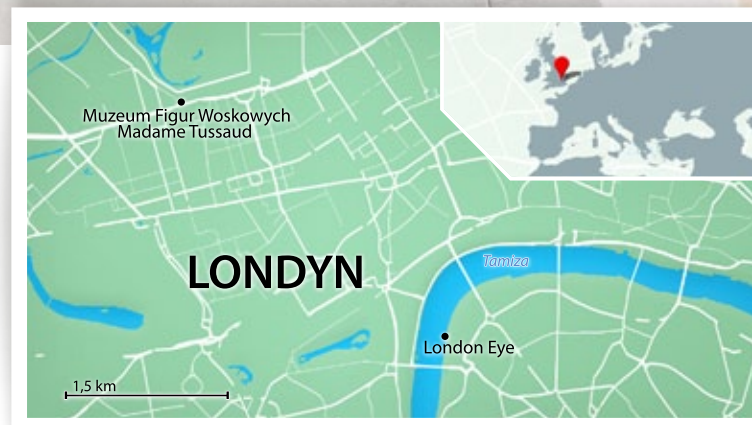 Muzeum Figur Woskowych
Madame Tussaud
LONDYN
Tamiza
London Eye
1,5 km